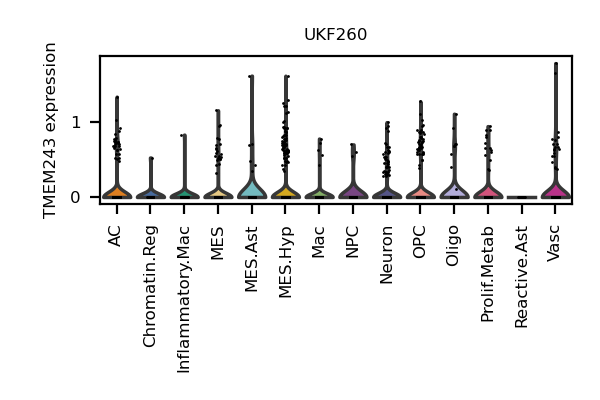 UKF260
TMEM243 expression
1
0
AC
Chromatin.Reg
Inflammatory.Mac
MES
MES.Ast
MES.Hyp
Mac
NPC
Neuron
OPC
Oligo
Prolif.Metab
Reactive.Ast
Vasc